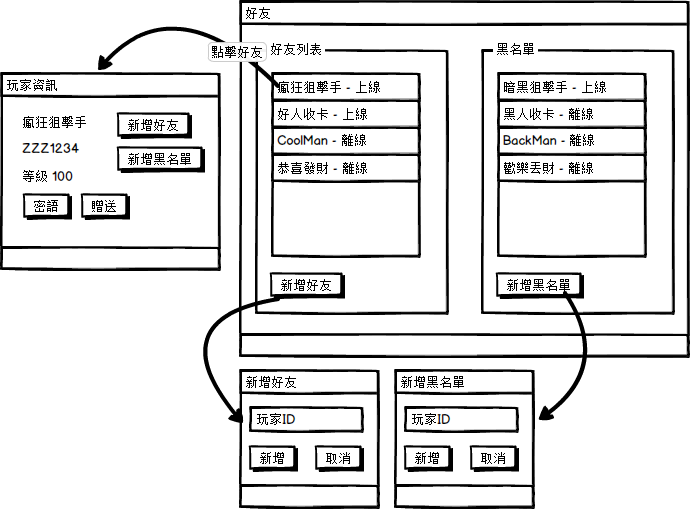 好友
點擊好友
好友列表
瘋狂狙擊手 - 上線
好人收卡 - 上線
CoolMan - 離線
恭喜發財 - 離線
新增好友
黑名單
暗黑狙擊手 - 上線
黑人收卡 - 離線
BackMan - 離線
歡樂丟財 - 離線
新增黑名單
玩家資訊
瘋狂狙擊手
ZZZ1234
等級 100
新增好友
新增黑名單
密語
贈送
新增好友
玩家ID
新增
取消
新增黑名單
玩家ID
新增
取消